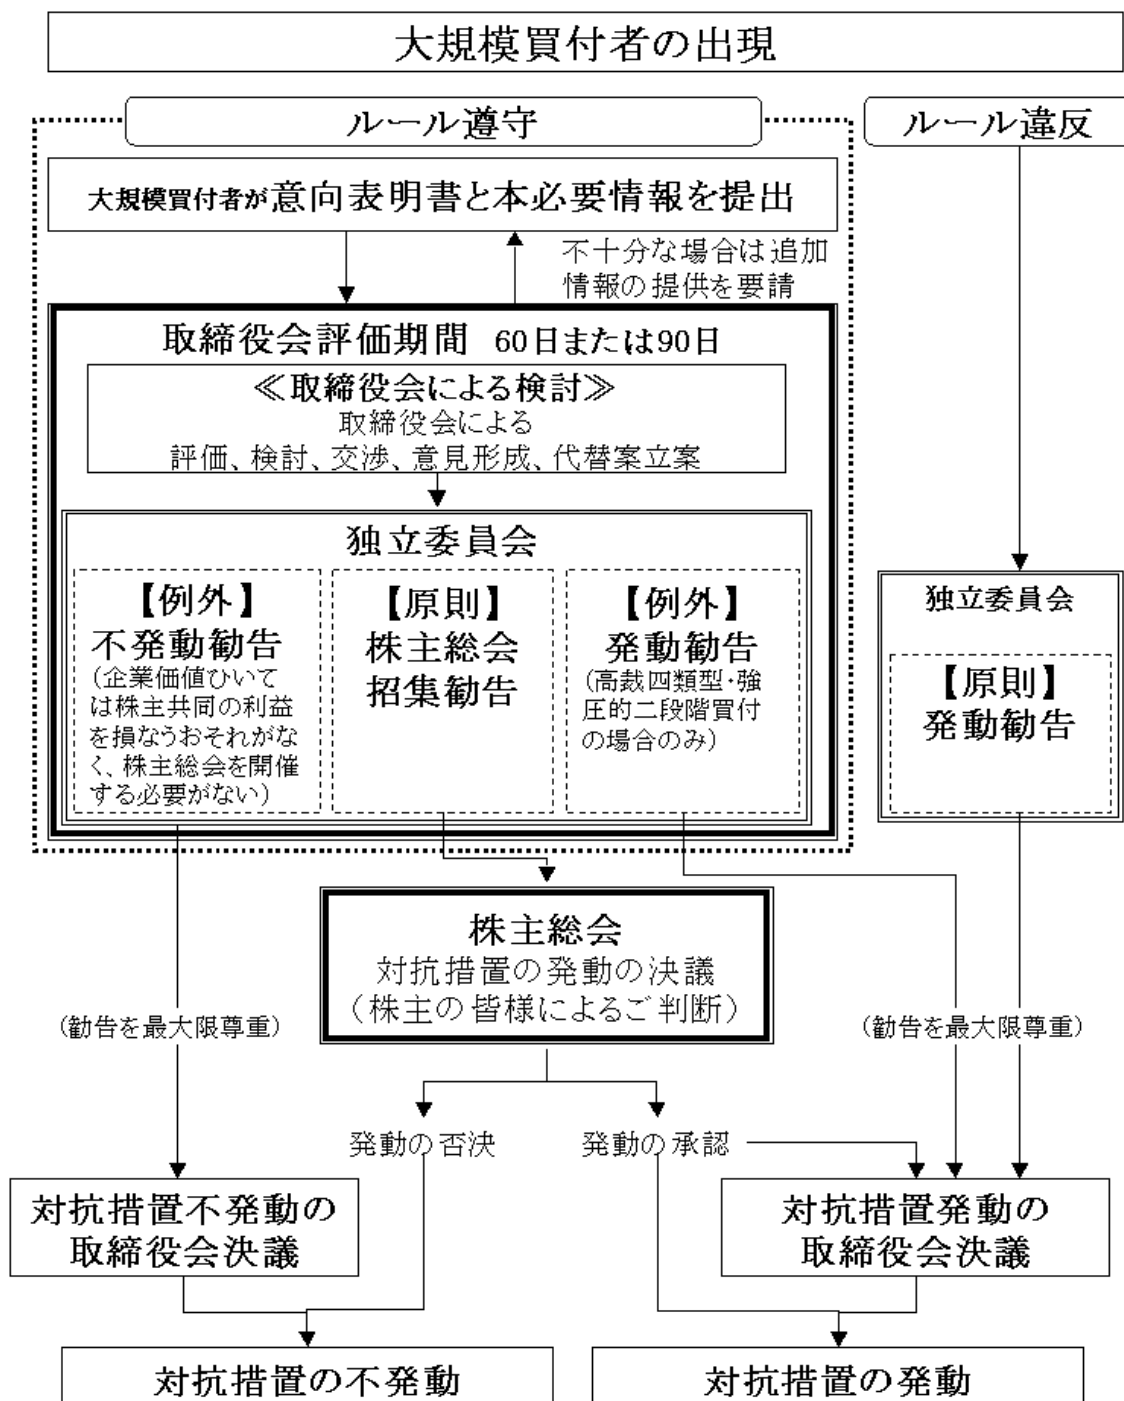 大規模買付者の出現
ルール遵守
ルール違反
大規模買付者が意向表明書と本必要情報を提出
不十分な場合は追加
情報の提供を要請
取締役会評価期間 60日または90日
≪取締役会による検討≫
取締役会による
評価、検討、交渉、意見形成、代替案立案
独立委員会
【例外】
不発動勧告
(企業価値ひいて
は株主共同の利益
を損なうおそれがな
く、株主総会を開催
する必要がない)
【原則】
株主総会
招集勧告
【例外】
発動勧告
(高裁四類型・強
圧的二段階買付
の場合のみ)
独立委員会
【原則】
発動勧告
株主総会
対抗措置の発動の決議
(株主の皆様によるご判断)
(勧告を最大限尊重)
(勧告を最大限尊重)
発動の否決
発動の承認
対抗措置不発動の
取締役会決議
対抗措置発動の
取締役会決議
対抗措置の不発動
対抗措置の発動